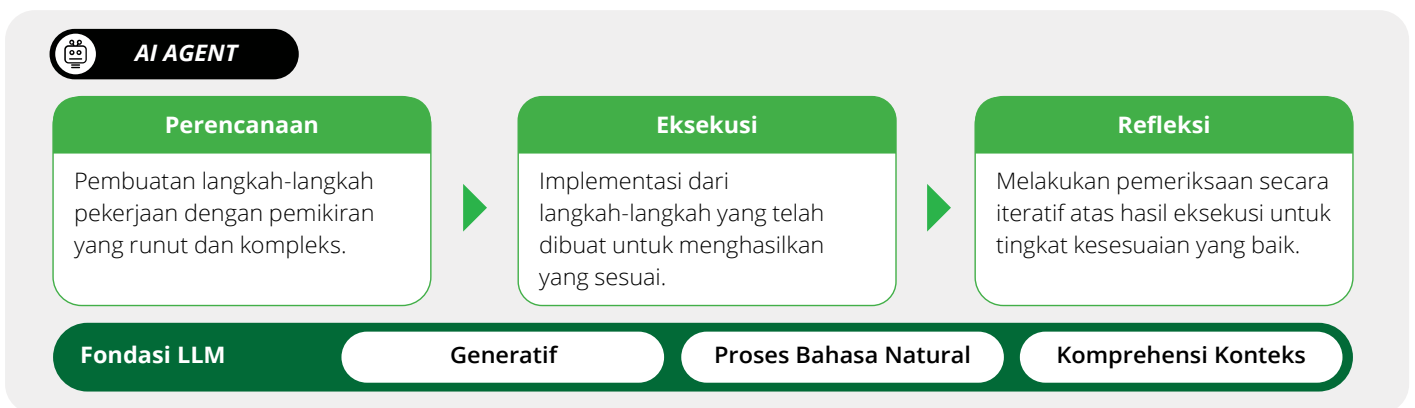 AI AGENT
Perencanaan
Pembuatan langkah-langkah
pekerjaan dengan pemikiran
yang runut dan kompleks.
Eksekusi
Implementasi dari
langkah-langkah yang telah
dibuat untuk menghasilkan
yang sesuai.
Refleksi
Melakukan pemeriksaan secara
iteratif atas hasil eksekusi untuk
tingkat kesesuaian yang baik.
Fondasi LLM
Generatif
Proses Bahasa Natural
Komprehensi Konteks